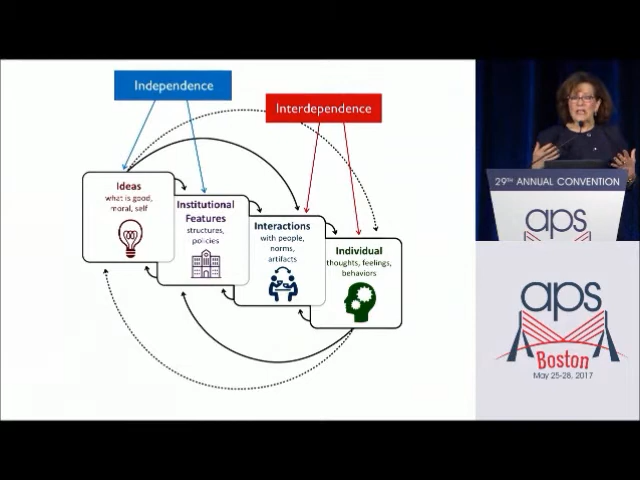 Independence
Interdependence
Ideas
what is good,
moral, self
Institutional
Features
structures,
policies
Interactions
with people,
norms,
artifacts
Individual
thoughts, feelings,
behaviors
29TH ANNUAL CONVENTION
aps
aps
Boston
May 25-28, 2017